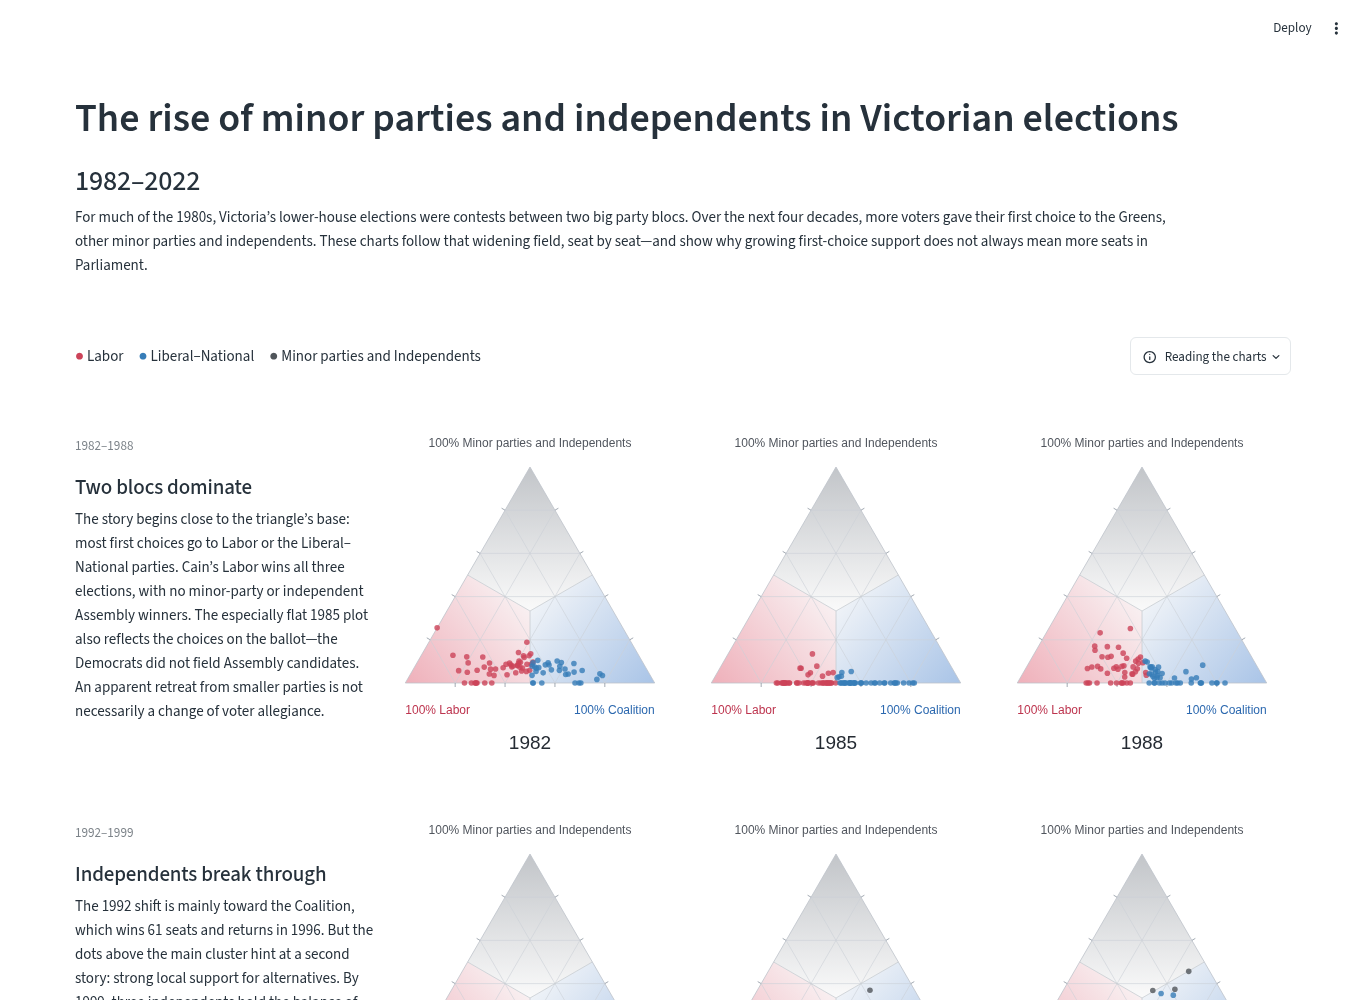 Deploy
The rise of minor parties and independents in Victorian elections
1982–2022
For much of the 1980s, Victoria’s lower-house elections were contests between two big party blocs. Over the next four decades, more voters gave their first choice to the Greens,
other minor parties and independents. These charts follow that widening field, seat by seat—and show why growing first-choice support does not always mean more seats in
Parliament.
Labor Liberal–National Minor parties and Independents
Reading the charts
1982–1988
Two blocs dominate
The story begins close to the triangle’s base:
most first choices go to Labor or the Liberal–
National parties. Cain’s Labor wins all three
elections, with no minor-party or independent
Assembly winners. The especially flat 1985 plot
also reflects the choices on the ballot—the
Democrats did not field Assembly candidates.
An apparent retreat from smaller parties is not
necessarily a change of voter allegiance.
100% Minor parties and Independents
100% Labor
100% Coalition
1982
100% Minor parties and Independents
100% Labor
100% Coalition
1985
100% Minor parties and Independents
100% Labor
100% Coalition
1988
1992–1999
Independents break through
The 1992 shift is mainly toward the Coalition,
which wins 61 seats and returns in 1996. But the
dots above the main cluster hint at a second
story: strong local support for alternatives. By
1999, three independents hold the balance of
100% Minor parties and Independents
100% Minor parties and Independents
100% Minor parties and Independents